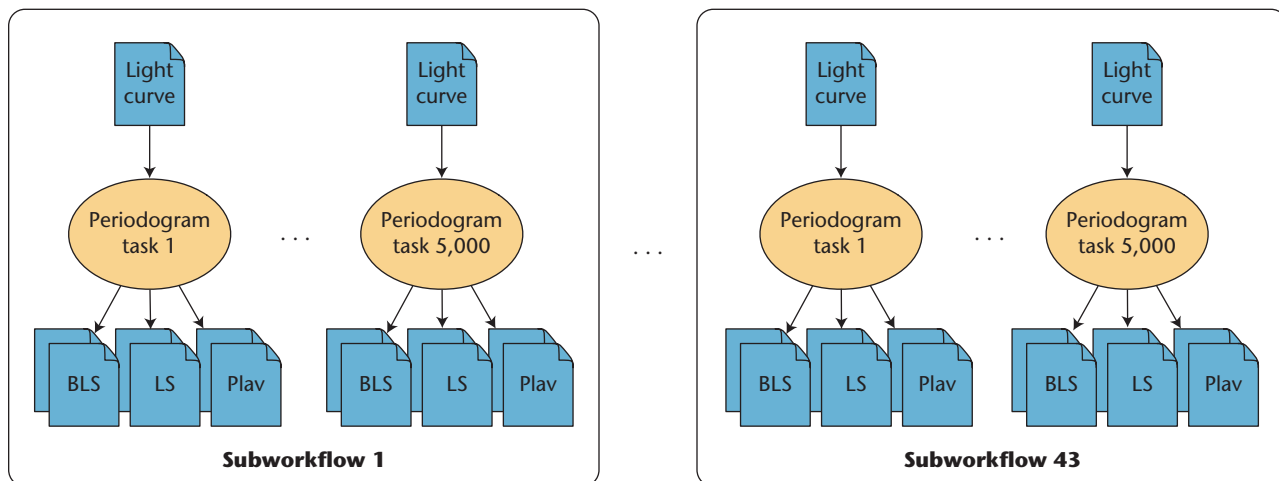 Light
curve
Light
curve
Light
curve
Light
curve
Periodogram
task 1
. . .
Periodogram
task 5,000
. . .
Periodogram
task 1
. . .
Periodogram
task 5,000
BLS
LS
Plav
BLS
LS
Plav
BLS
LS
Plav
BLS
LS
Plav
Subworkflow 1
Subworkflow 43